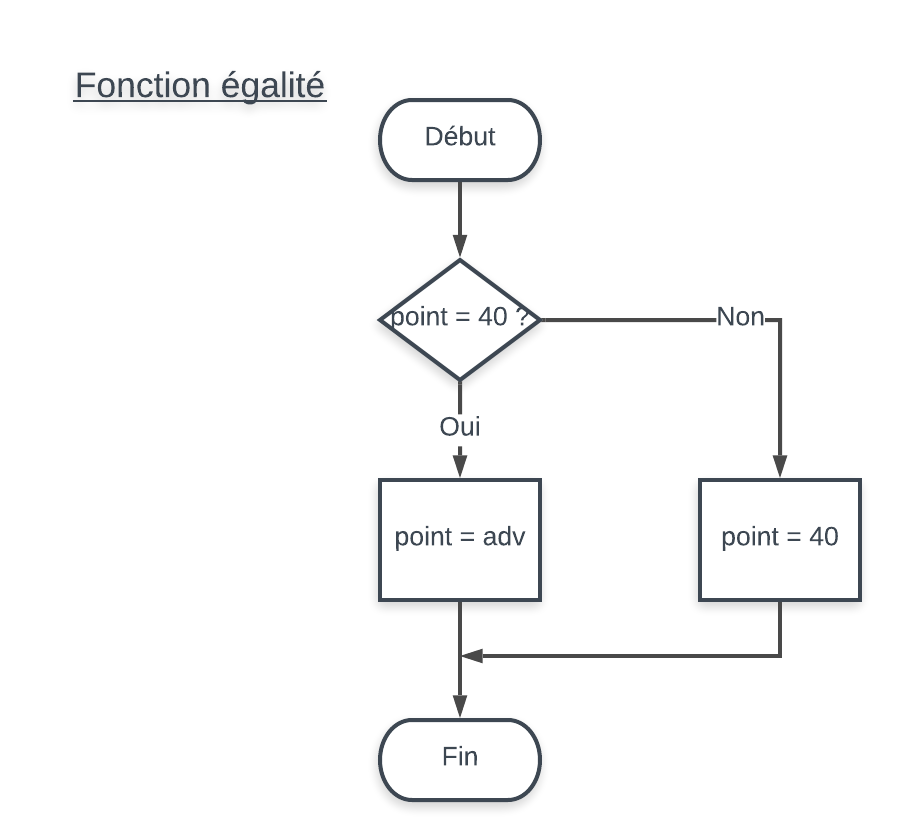 Fonction égalité
Début
point = 40 ?
Non
Oui
point = adv
point = 40
Fin